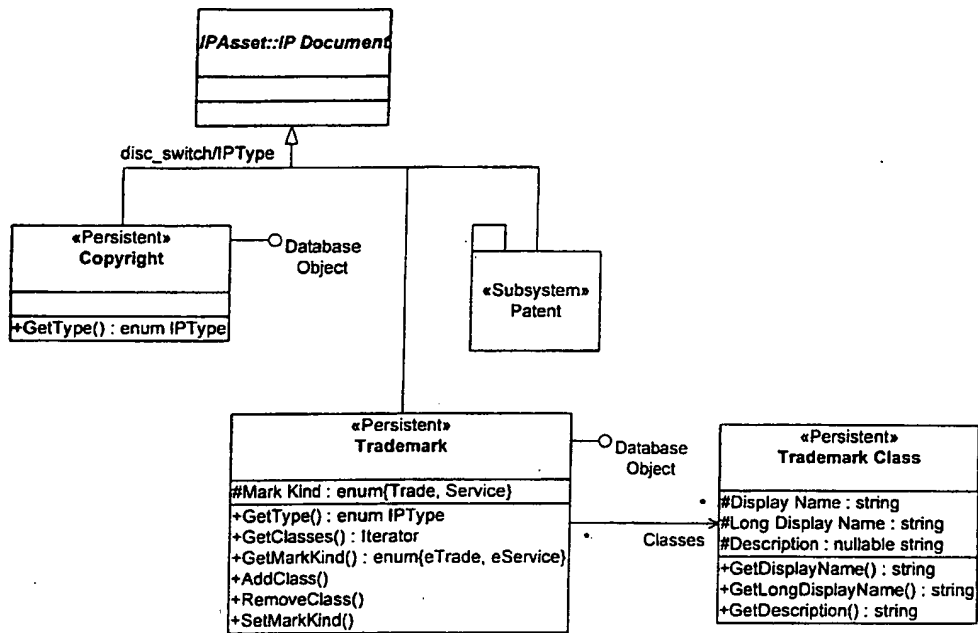 IPAsset::IP Document
disc_switch/IPType
«Persistent»
Copyright
+GetType() : enum IPType
Database
Object
«Subsystem»
Patent
«Persistent»
Trademark
#Mark Kind : enum{Trade, Service}
+GetType() : enum IPType
+GetClasses() : Iterator
+GetMarkKind() : enum{eTrade, eService}
+AddClass()
+RemoveClass()
+SetMarkKind()
Database
Object
Classes
«Persistent»
Trademark Class
#Display Name : string
#Long Display Name : string
#Description : nullable string
+GetDisplayName() : string
+GetLongDisplayName() : string
+GetDescription() : string